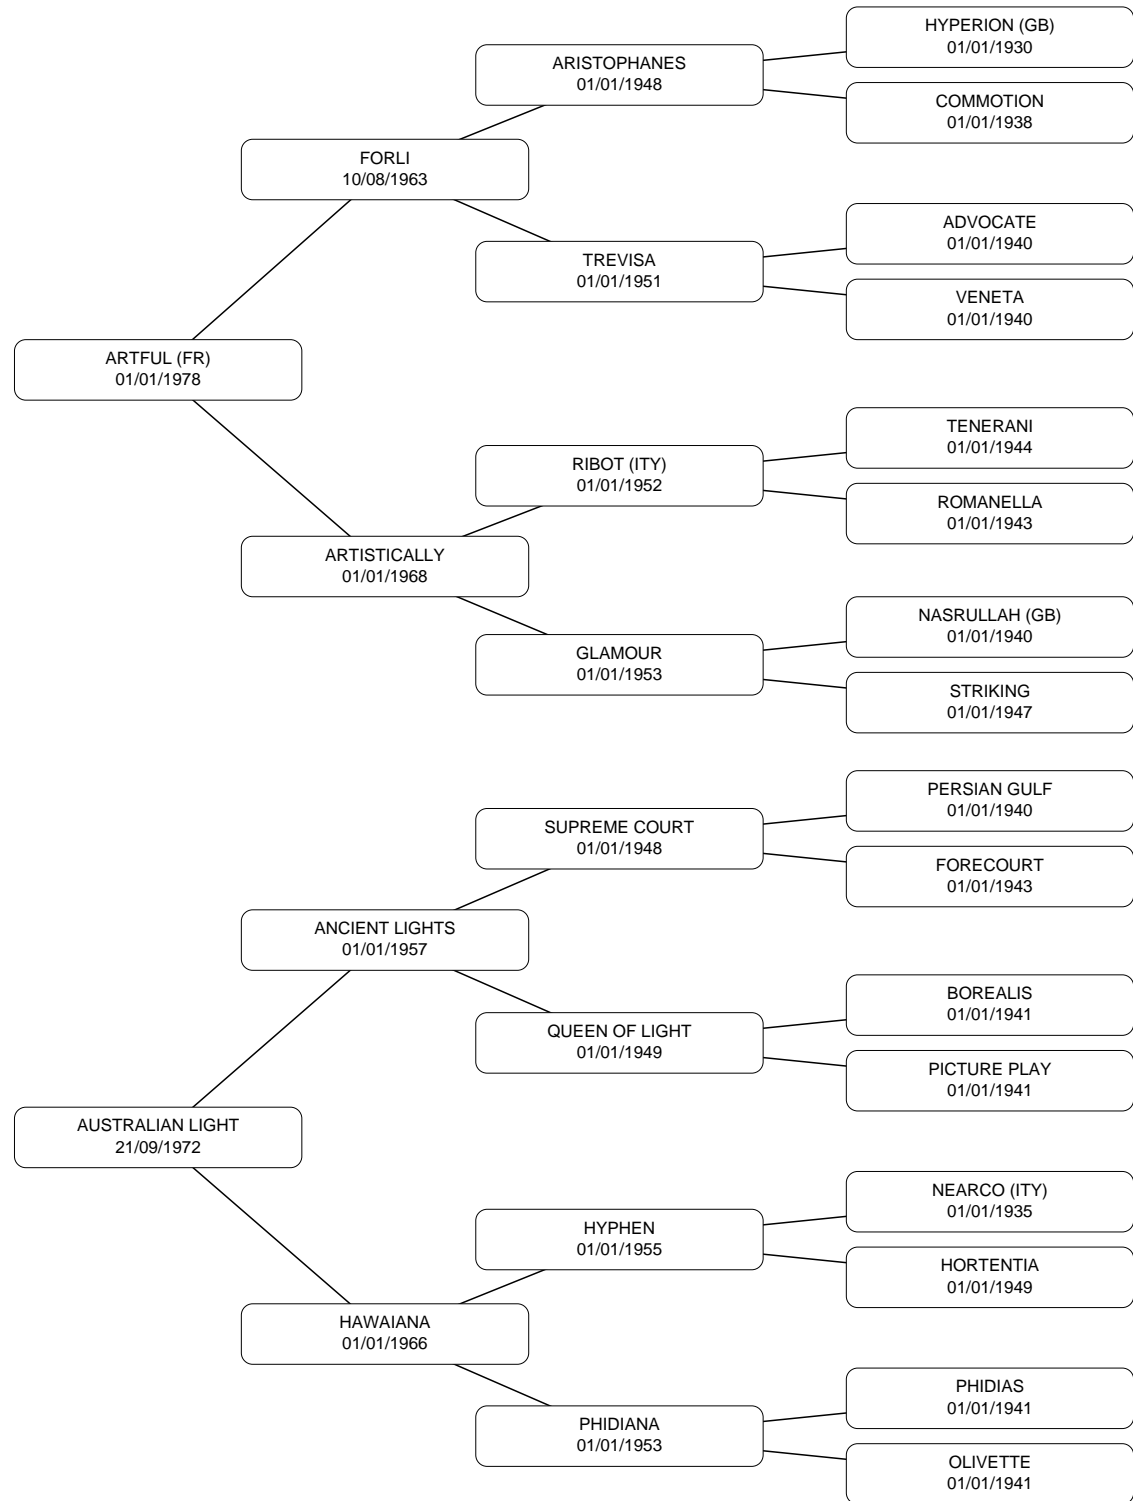 HYPERION (GB)
01/01/1930
ARISTOPHANES
01/01/1948
COMMOTION
01/01/1938
FORLI
10/08/1963
ADVOCATE
01/01/1940
TREVISA
01/01/1951
VENETA
01/01/1940
ARTFUL (FR)
01/01/1978
TENERANI
01/01/1944
RIBOT (ITY)
01/01/1952
ROMANELLA
01/01/1943
ARTISTICALLY
01/01/1968
NASRULLAH (GB)
01/01/1940
GLAMOUR
01/01/1953
STRIKING
01/01/1947
PERSIAN GULF
01/01/1940
SUPREME COURT
01/01/1948
FORECOURT
01/01/1943
ANCIENT LIGHTS
01/01/1957
BOREALIS
01/01/1941
QUEEN OF LIGHT
01/01/1949
PICTURE PLAY
01/01/1941
AUSTRALIAN LIGHT
21/09/1972
NEARCO (ITY)
01/01/1935
HYPHEN
01/01/1955
HORTENTIA
01/01/1949
HAWAIANA
01/01/1966
PHIDIAS
01/01/1941
PHIDIANA
01/01/1953
OLIVETTE
01/01/1941